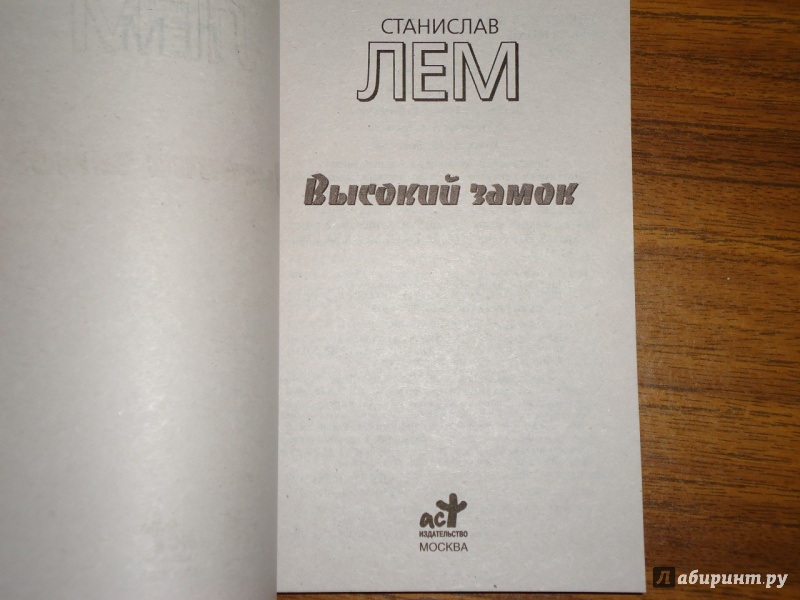 СТАНИСЛАВ
ЛЕМ
Высокий замок
аст
ИЗДАТЕЛЬСТВО
МОСКВА
Лабиринт.ру